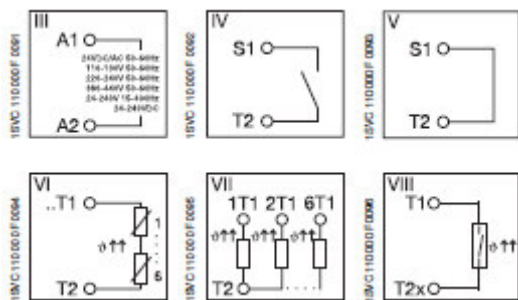 III
A1
24VDC/AC 50-60Hz
110-130V 50-60Hz
220-240V 50-60Hz
380-440V 50-60Hz
24-240V 15-400Hz
24-240VDC
A2
1SVC 110 000 F 0091
IV
S1
T2
1SVC 110 000 F 0092
V
S1
T2
1SVC 110 000 F 0093
VI
..T1
1
ϑ↑↑
6
T2
1SVC 110 000 F 0094
VII
1T1 2T1 6T1
ϑ↑↑ ϑ↑↑ ϑ↑↑
T2
1SVC 110 000 F 0095
VIII
T1
ϑ↑↑
T2x
1SVC 110 000 F 0096